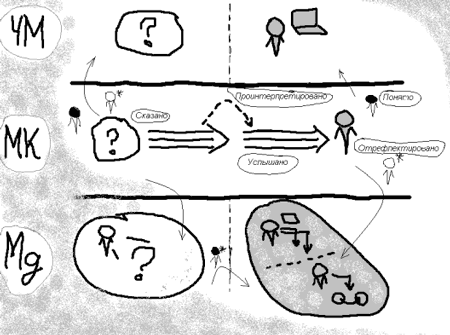 ЧМ
?
Проинтерпретировано
Понято
*
Сказано
МК
?
Услышано
Отрефлектировано
*
Мд
?
*